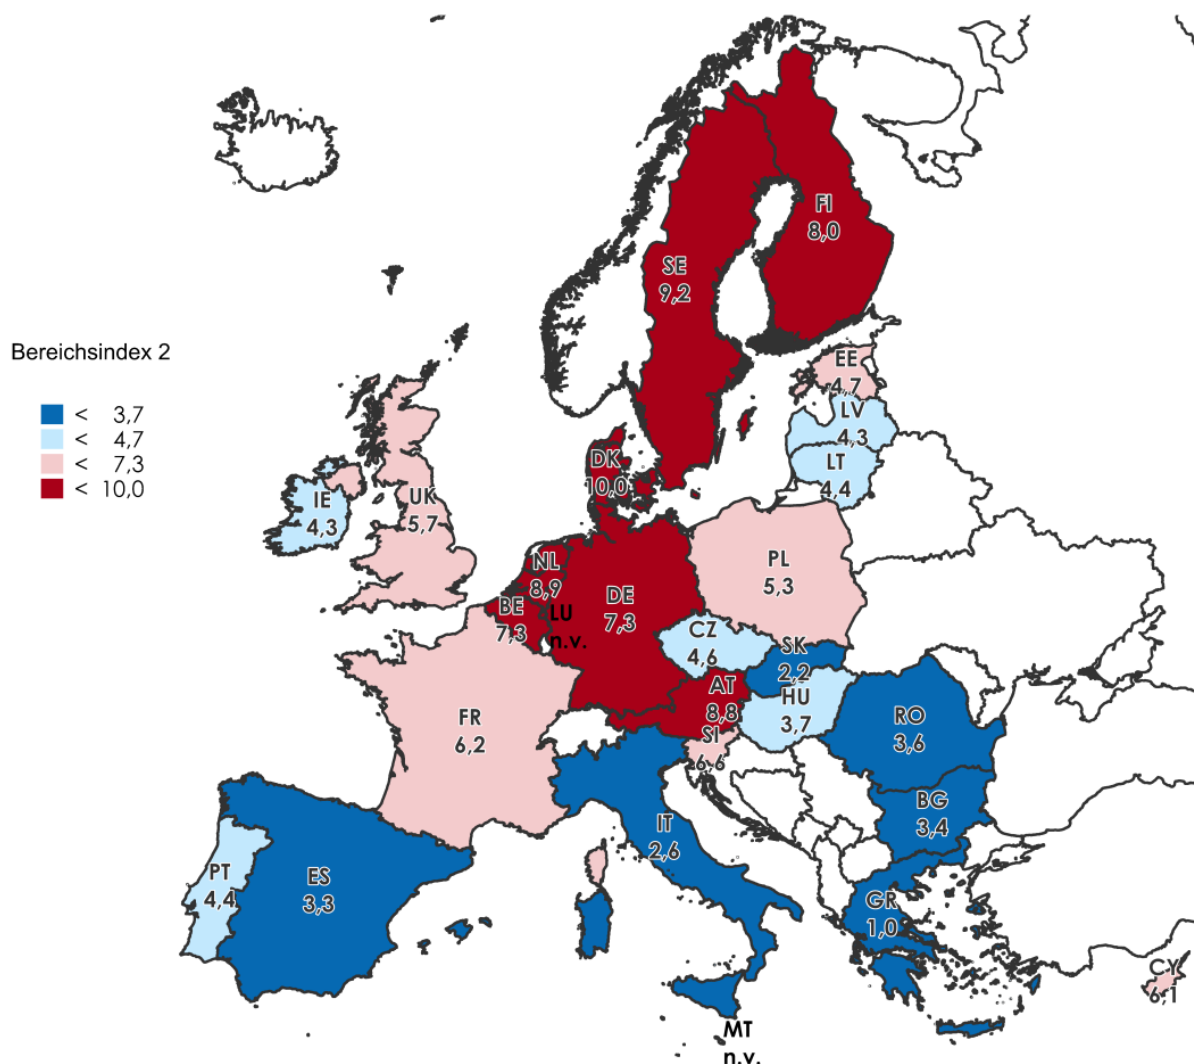 FI
8,0
SE
9,2
Bereichsindex 2
< 3,7
< 4,7
< 7,3
< 10,0
EE
4,7
LV
4,3
LT
4,4
DK
10,0
IE
4,3
UK
5,7
NL
8,9
BE
7,3
LU
n.v.
DE
7,3
PL
5,3
CZ
4,6
SK
2,2
AT
8,8
HU
3,7
SI
6,6
FR
6,2
RO
3,6
BG
3,4
IT
2,6
PT
4,4
ES
3,3
GR
1,0
CY
6,1
MT
n.v.